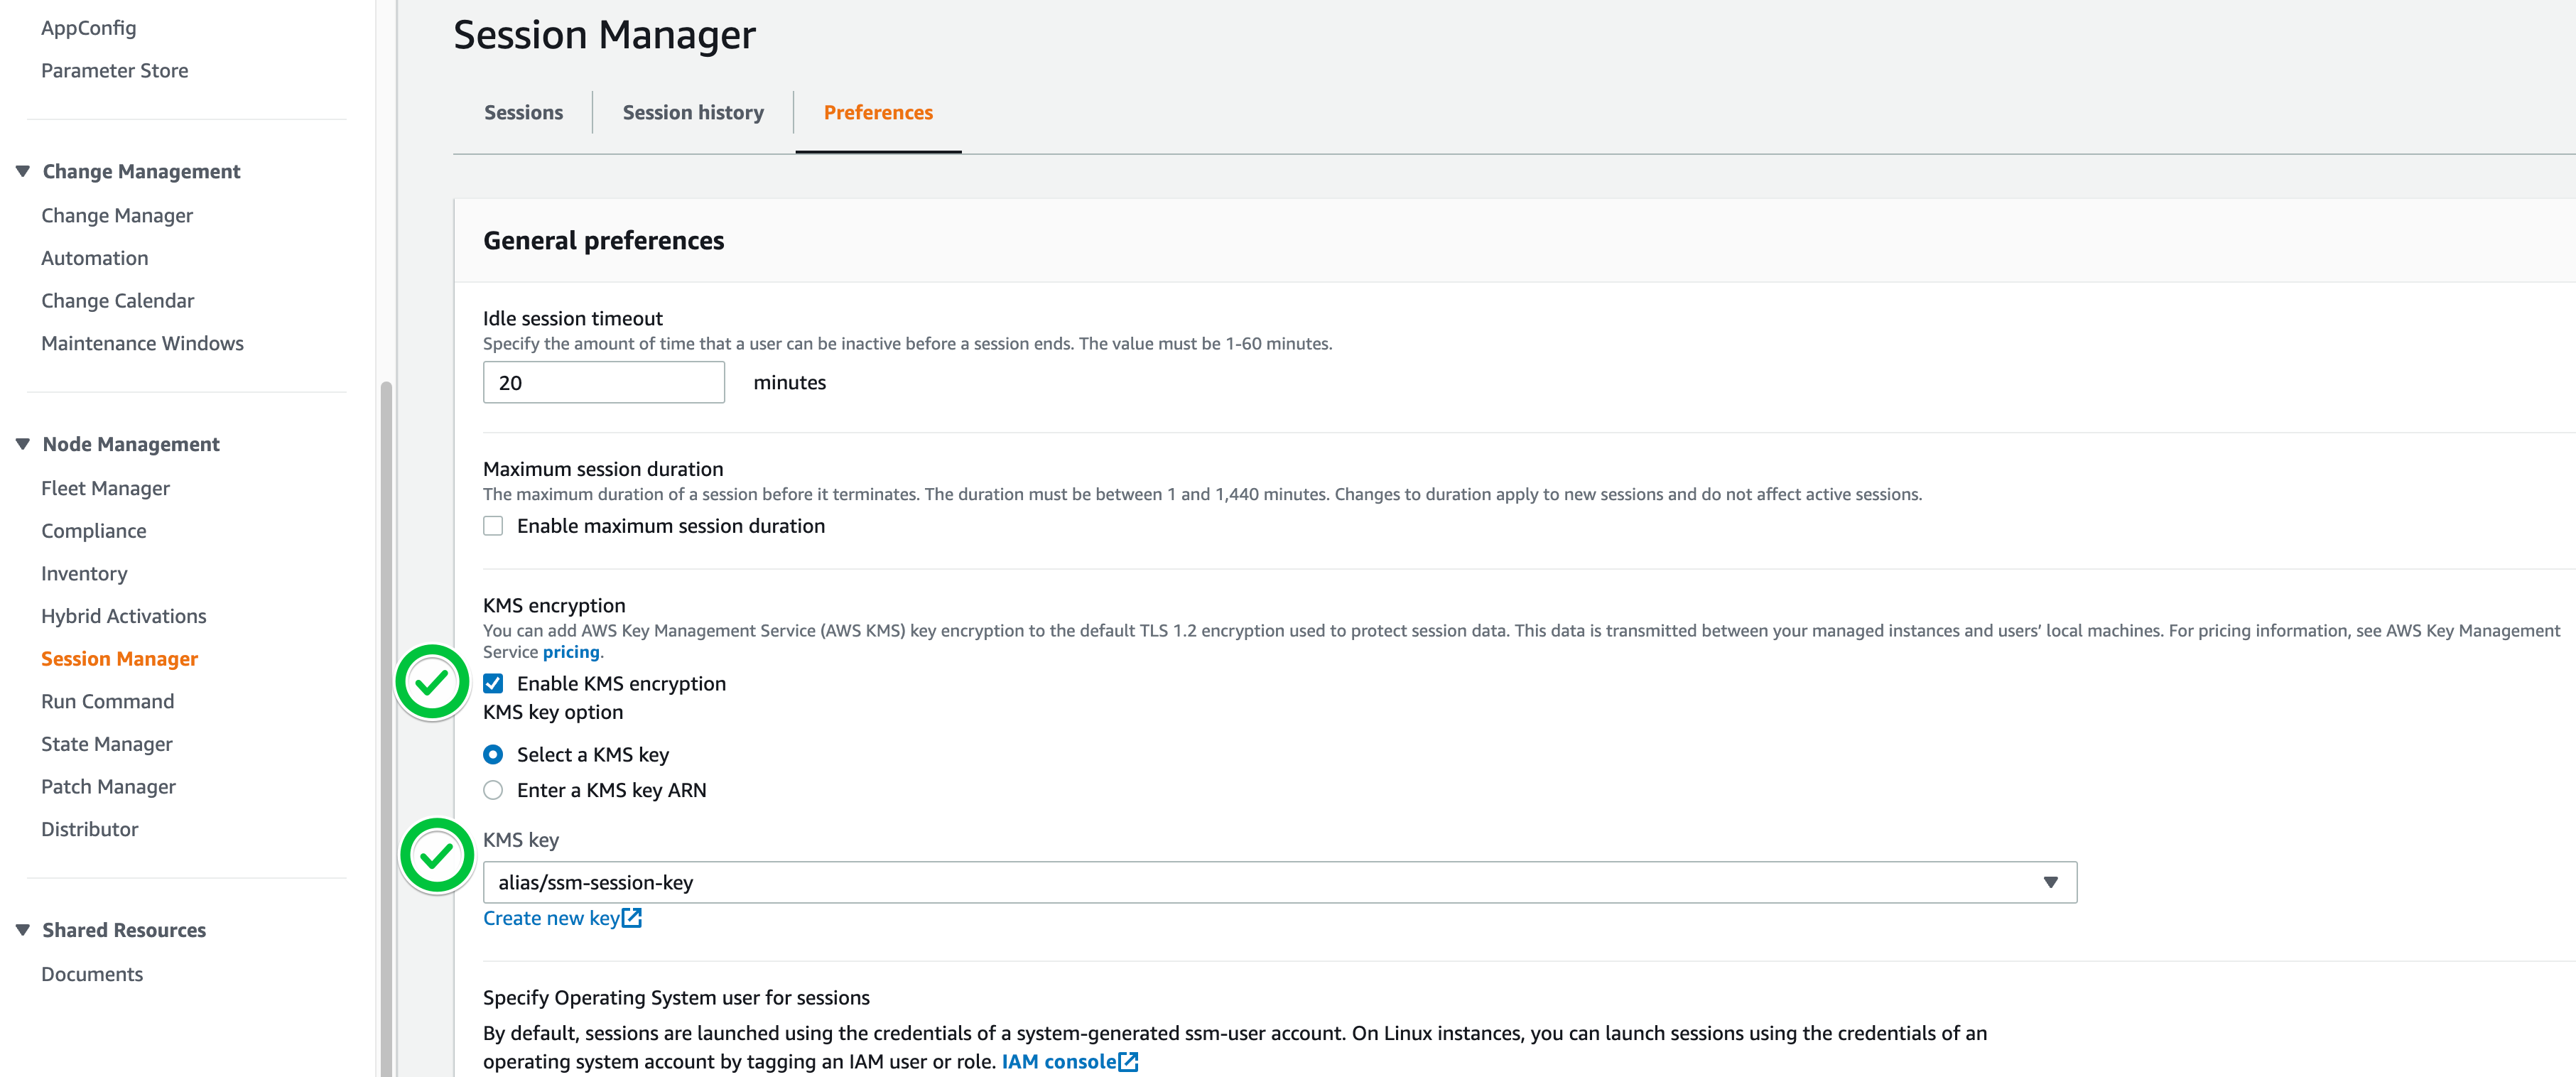 AppConfig
Parameter Store
Change Management
Change Manager
Automation
Change Calendar
Maintenance Windows
Node Management
Fleet Manager
Compliance
Inventory
Hybrid Activations
Session Manager
Run Command
State Manager
Patch Manager
Distributor
Shared Resources
Documents
Session Manager
Sessions
Session history
Preferences
General preferences
Idle session timeout
Specify the amount of time that a user can be inactive before a session ends. The value must be 1-60 minutes.
20 minutes
Maximum session duration
The maximum duration of a session before it terminates. The duration must be between 1 and 1,440 minutes. Changes to duration apply to new sessions and do not affect active sessions.
Enable maximum session duration
KMS encryption
You can add AWS Key Management Service (AWS KMS) key encryption to the default TLS 1.2 encryption used to protect session data. This data is transmitted between your managed instances and users’ local machines. For pricing information, see AWS Key Management
Service pricing.
Enable KMS encryption
KMS key option
Select a KMS key
Enter a KMS key ARN
KMS key
alias/ssm-session-key
Create new key
Specify Operating System user for sessions
By default, sessions are launched using the credentials of a system-generated ssm-user account. On Linux instances, you can launch sessions using the credentials of an
operating system account by tagging an IAM user or role. IAM console